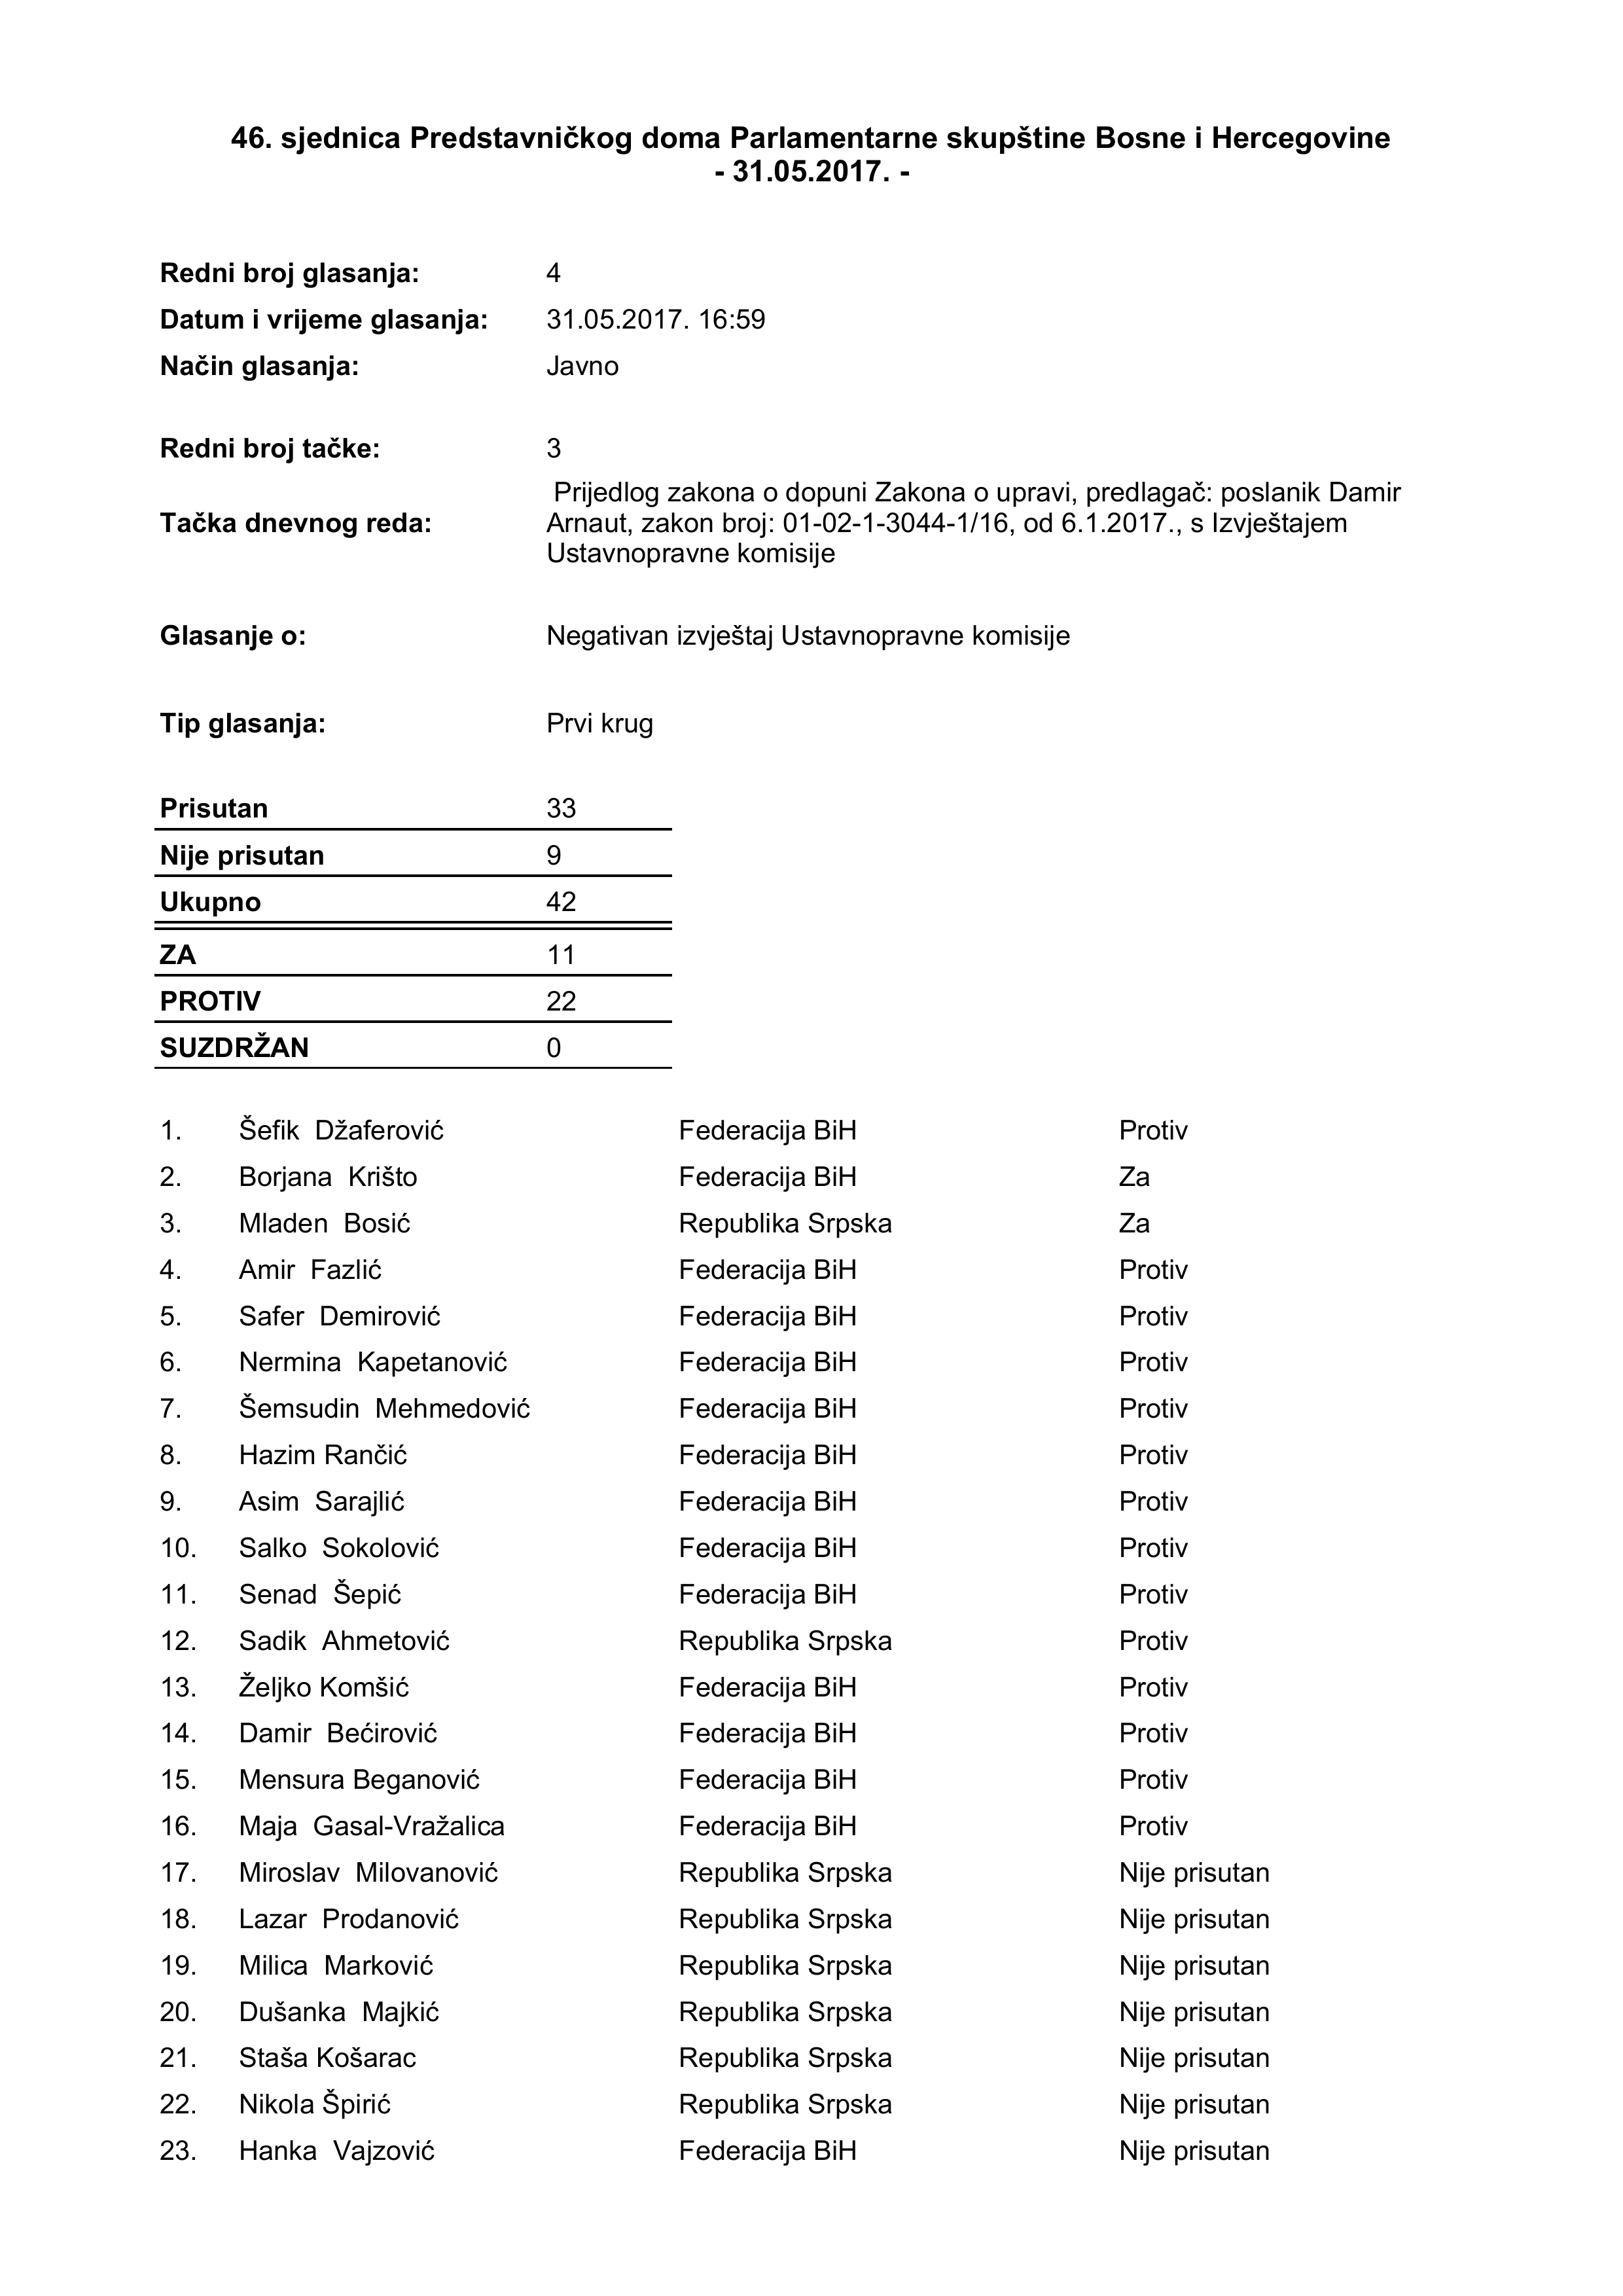 46. sjednica Predstavničkog doma Parlamentarne skupštine Bosne i Hercegovine
- 31.05.2017. -
Redni broj glasanja: 4
Datum i vrijeme glasanja: 31.05.2017. 16:59
Način glasanja: Javno
Redni broj tačke: 3
Prijedlog zakona o dopuni Zakona o upravi, predlagač: poslanik Damir
Tačka dnevnog reda: Arnaut, zakon broj: 01-02-1-3044-1/16, od 6.1.2017., s Izvještajem
Ustavnopravne komisije
Glasanje o: Negativan izvještaj Ustavnopravne komisije
Tip glasanja: Prvi krug
Prisutan 33
Nije prisutan 9
Ukupno 42
ZA 11
PROTIV 22
SUZDRŽAN 0
1. Šefik Džaferović Federacija BiH Protiv
2. Borjana Krišto Federacija BiH Za
3. Mladen Bosić Republika Srpska Za
4. Amir Fazlić Federacija BiH Protiv
5. Safer Demirović Federacija BiH Protiv
6. Nermina Kapetanović Federacija BiH Protiv
7. Šemsudin Mehmedović Federacija BiH Protiv
8. Hazim Rančić Federacija BiH Protiv
9. Asim Sarajlić Federacija BiH Protiv
10. Salko Sokolović Federacija BiH Protiv
11. Senad Šepić Federacija BiH Protiv
12. Sadik Ahmetović Republika Srpska Protiv
13. Željko Komšić Federacija BiH Protiv
14. Damir Bećirović Federacija BiH Protiv
15. Mensura Beganović Federacija BiH Protiv
16. Maja Gasal-Vražalica Federacija BiH Protiv
17. Miroslav Milovanović Republika Srpska Nije prisutan
18. Lazar Prodanović Republika Srpska Nije prisutan
19. Milica Marković Republika Srpska Nije prisutan
20. Dušanka Majkić Republika Srpska Nije prisutan
21. Staša Košarac Republika Srpska Nije prisutan
22. Nikola Špirić Republika Srpska Nije prisutan
23. Hanka Vajzović Federacija BiH Nije prisutan